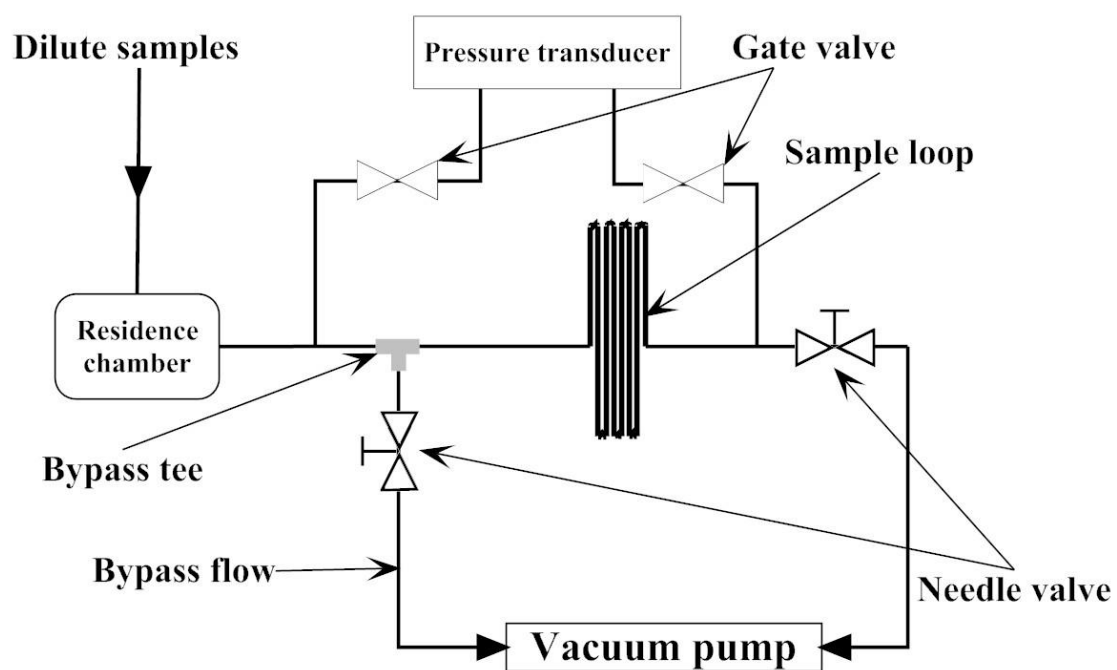 Dilute samples
Pressure transducer
Gate valve
Sample loop
Residence
chamber
Bypass tee
Bypass flow
Needle valve
Vacuum pump